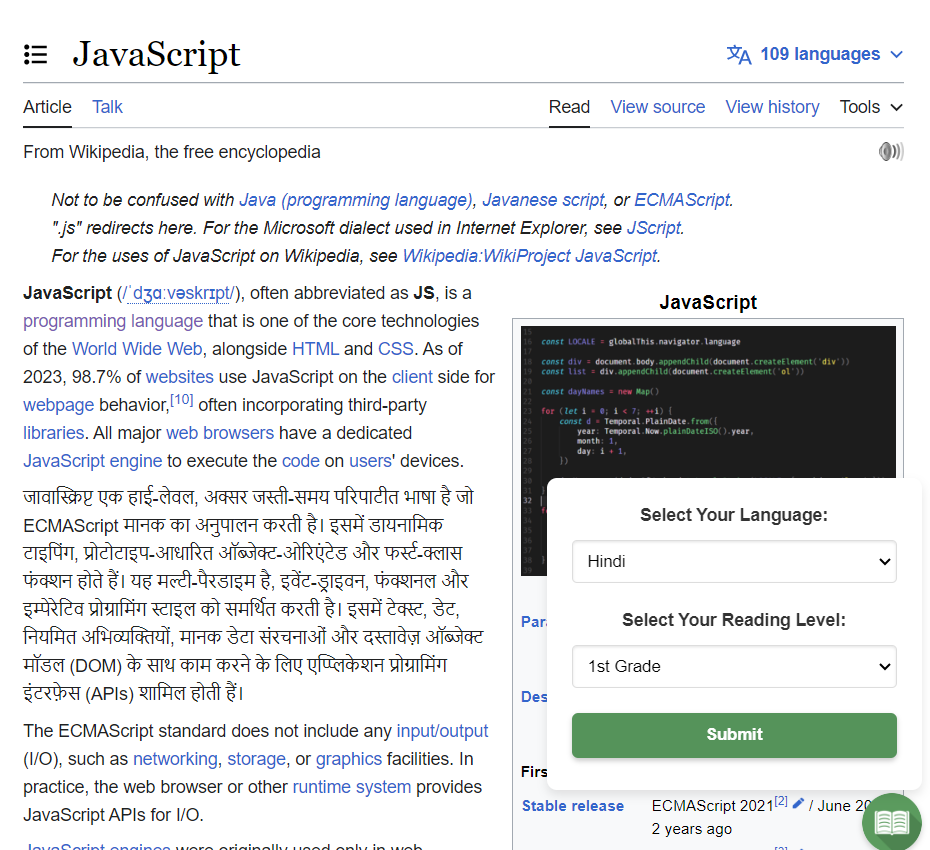 JavaScript
109 languages
Article Talk Read View source View history Tools
From Wikipedia, the free encyclopedia
Not to be confused with Java (programming language), Javanese script, or ECMAScript.
".js" redirects here. For the Microsoft dialect used in Internet Explorer, see JScript.
For the uses of JavaScript on Wikipedia, see Wikipedia:WikiProject JavaScript.
JavaScript (/ˈdʒɑːvəskrɪpt/), often abbreviated as JS, is a
programming language that is one of the core technologies
of the World Wide Web, alongside HTML and CSS. As of
2023, 98.7% of websites use JavaScript on the client side for
webpage behavior,[10] often incorporating third-party
libraries. All major web browsers have a dedicated
JavaScript engine to execute the code on users' devices.
जावास्क्रिप्ट एक हाई-लेवल, अक्सर जस्ती-समय परिपाटीत भाषा है जो
ECMAScript मानक का अनुपालन करती है। इसमें डायनामिक
टाइपिंग, प्रोटोटाइप-आधारित ऑब्जेक्ट-ओरिएंटेड और फर्स्ट-क्लास
फंक्शन होते हैं। यह मल्टी-पैरडाइम है, इवेंट-ड्राइवन, फंक्शनल और
इम्पेरेटिव प्रोग्रामिंग स्टाइल को समर्थित करती है। इसमें टेक्स्ट, डेट,
नियमित अभिव्यक्तियों, मानक डेटा संरचनाओं और दस्तावेज़ ऑब्जेक्ट
मॉडल (DOM) के साथ काम करने के लिए एप्प्लिकेशन प्रोग्रामिंग
इंटरफ़ेस (APIs) शामिल होती हैं।
The ECMAScript standard does not include any input/output
(I/O), such as networking, storage, or graphics facilities. In
practice, the web browser or other runtime system provides
JavaScript APIs for I/O.
JavaScript engines were originally used only in web
JavaScript
const LOCALE = globalThis.navigator.language
const div = document.body.appendChild(document.createElement('div'))
const list = div.appendChild(document.createElement('ol'))
const dayNames = new Map()
for (let i = 0; i < 7; ++i) {
const d = Temporal.PlainDate.from({
year: Temporal.Now.plainDateISO().year,
month: 1,
day: i + 1,
})
Select Your Language:
Hindi
Select Your Reading Level:
1st Grade
Submit
Stable release ECMAScript 2021[2] / June
2 years ago